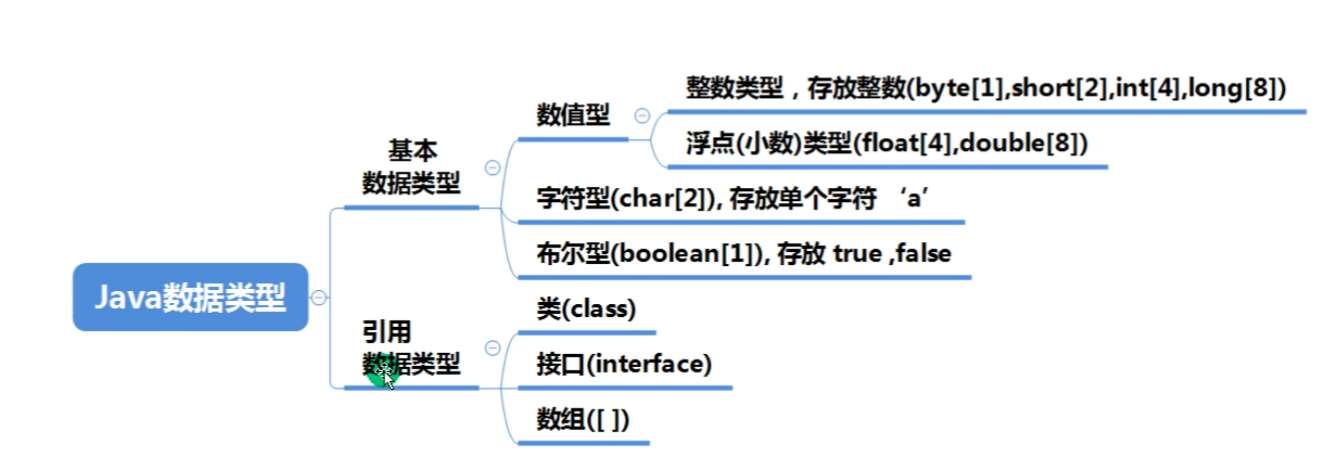 Java数据类型
基本
数据类型
数值型
整数类型，存放整数(byte[1],short[2],int[4],long[8])
浮点(小数)类型(float[4],double[8])
字符型(char[2]), 存放单个字符 ‘a’
布尔型(boolean[1]), 存放 true ,false
引用
数据类型
类(class)
接口(interface)
数组([ ])